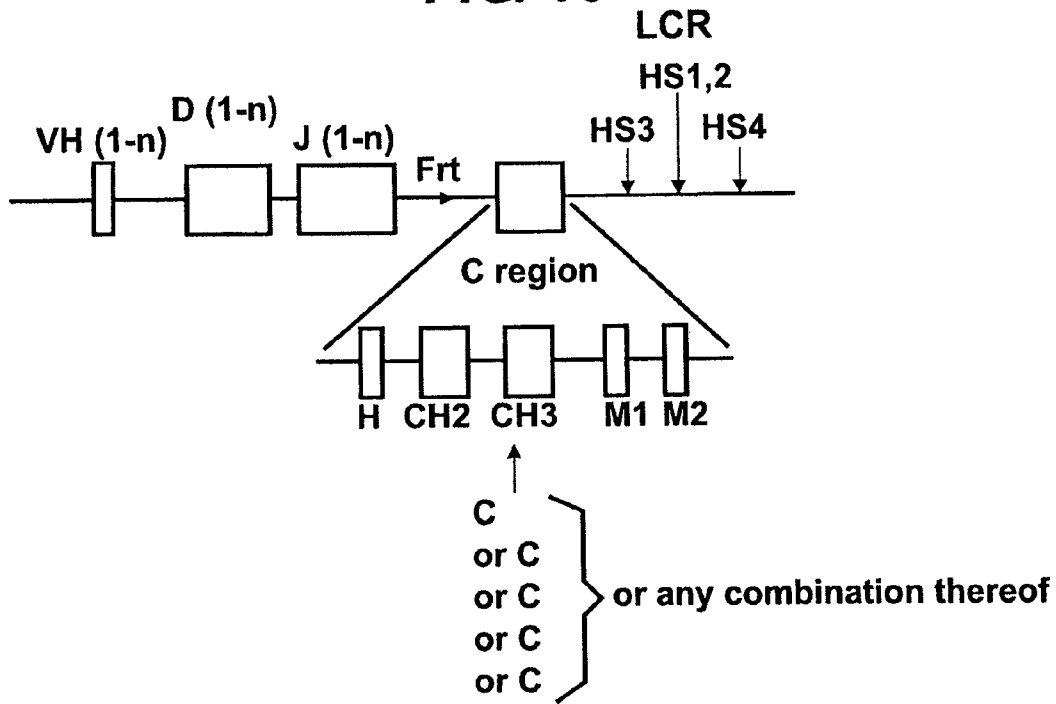 LCR
HS1,2
HS3
HS4
VH (1-n)
D (1-n)
J (1-n)
Frt
C region
H
CH2
CH3
M1
M2
C
or C
or C
or C
or C
or any combination thereof